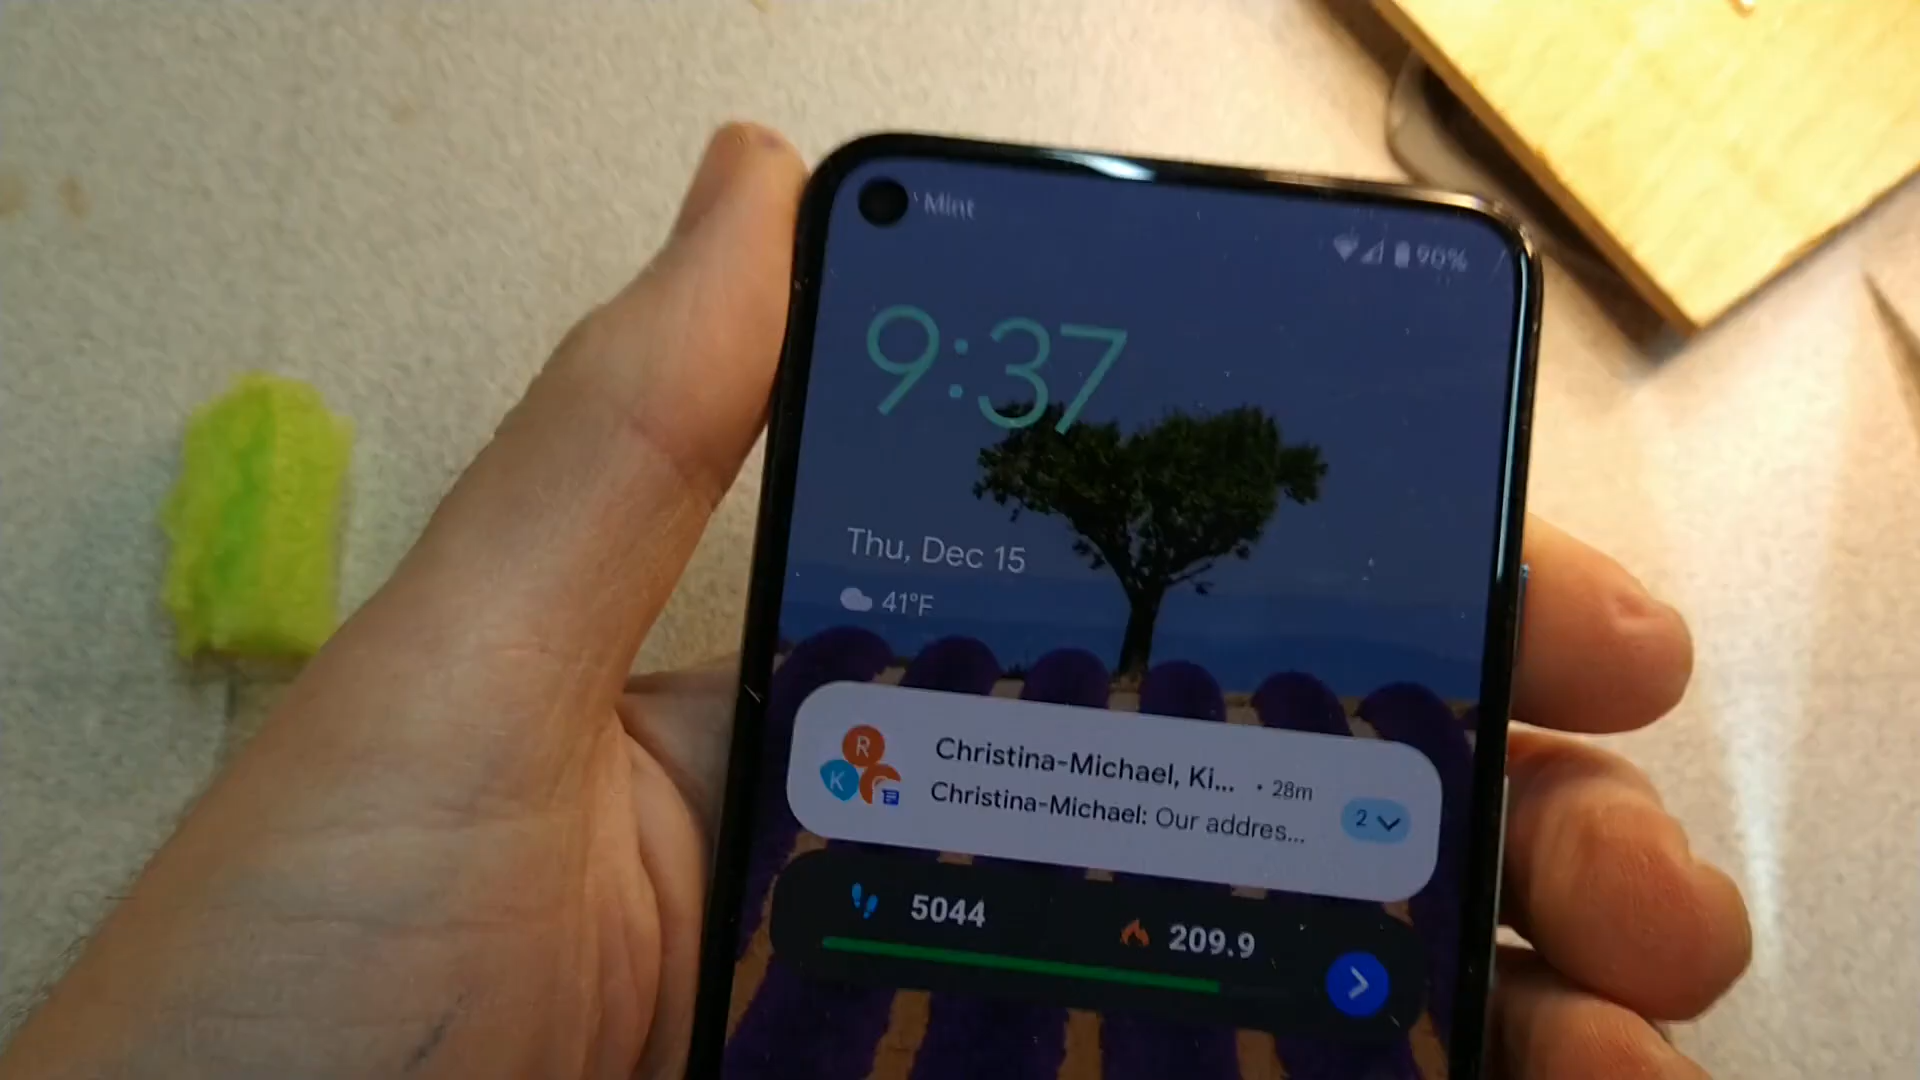 Mint
90%
9:37
Thu, Dec 15
41°F
R
K
Christina-Michael, Ki... • 28m
Christina-Michael: Our addres...
2
5044
209.9